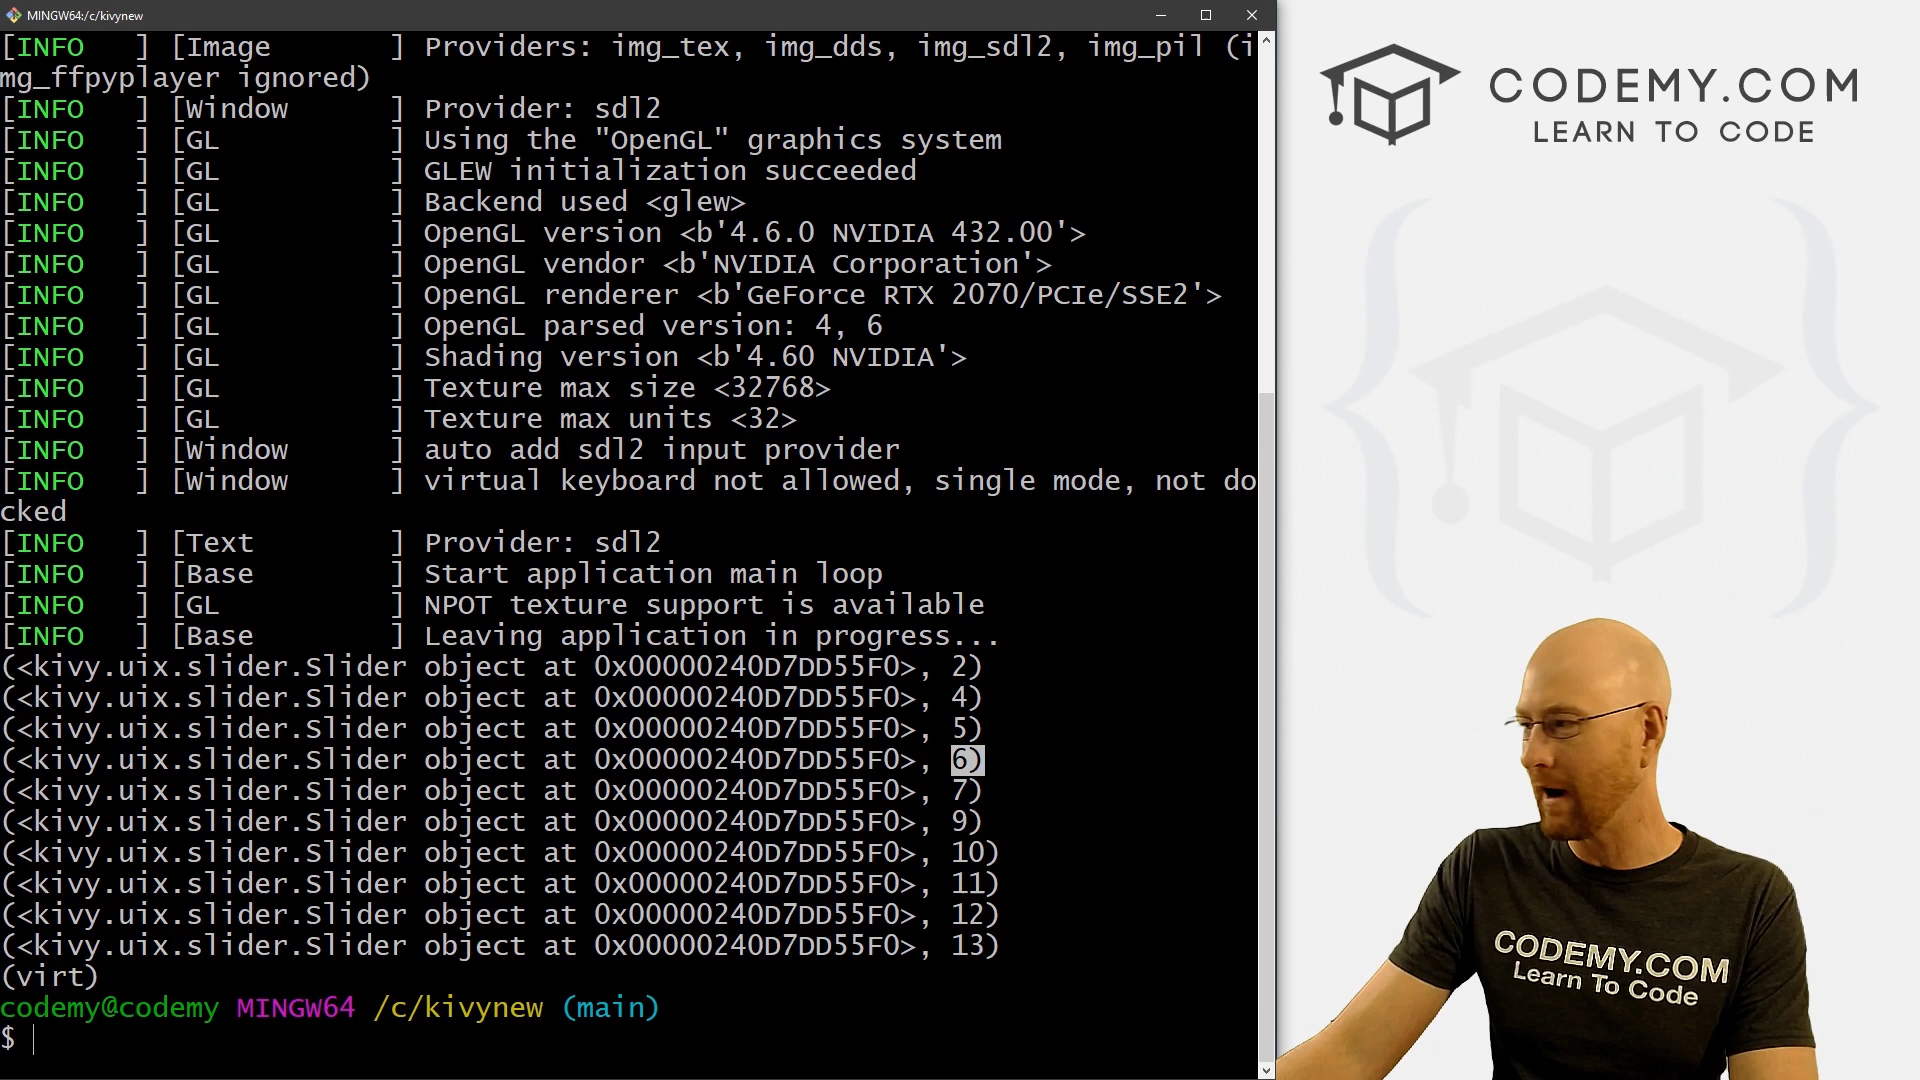 MINGW64:/c/kivynew
[INFO   ] [Image       ] Providers: img_tex, img_dds, img_sdl2, img_pil (i
mg_ffpyplayer ignored)
[INFO   ] [Window      ] Provider: sdl2
[INFO   ] [GL          ] Using the "OpenGL" graphics system
[INFO   ] [GL          ] GLEW initialization succeeded
[INFO   ] [GL          ] Backend used <glew>
[INFO   ] [GL          ] OpenGL version <b'4.6.0 NVIDIA 432.00'>
[INFO   ] [GL          ] OpenGL vendor <b'NVIDIA Corporation'>
[INFO   ] [GL          ] OpenGL renderer <b'GeForce RTX 2070/PCIe/SSE2'>
[INFO   ] [GL          ] OpenGL parsed version: 4, 6
[INFO   ] [GL          ] Shading version <b'4.60 NVIDIA'>
[INFO   ] [GL          ] Texture max size <32768>
[INFO   ] [GL          ] Texture max units <32>
[INFO   ] [Window      ] auto add sdl2 input provider
[INFO   ] [Window      ] virtual keyboard not allowed, single mode, not do
cked
[INFO   ] [Text        ] Provider: sdl2
[INFO   ] [Base        ] Start application main loop
[INFO   ] [GL          ] NPOT texture support is available
[INFO   ] [Base        ] Leaving application in progress...
(<kivy.uix.slider.Slider object at 0x00000240D7DD55F0>, 2)
(<kivy.uix.slider.Slider object at 0x00000240D7DD55F0>, 4)
(<kivy.uix.slider.Slider object at 0x00000240D7DD55F0>, 5)
(<kivy.uix.slider.Slider object at 0x00000240D7DD55F0>, 6)
(<kivy.uix.slider.Slider object at 0x00000240D7DD55F0>, 7)
(<kivy.uix.slider.Slider object at 0x00000240D7DD55F0>, 9)
(<kivy.uix.slider.Slider object at 0x00000240D7DD55F0>, 10)
(<kivy.uix.slider.Slider object at 0x00000240D7DD55F0>, 11)
(<kivy.uix.slider.Slider object at 0x00000240D7DD55F0>, 12)
(<kivy.uix.slider.Slider object at 0x00000240D7DD55F0>, 13)
(virt)
codemy@codemy MINGW64 /c/kivynew (main)
$
CODEMY.COM
LEARN TO CODE
CODEMY.COM
Learn To Code